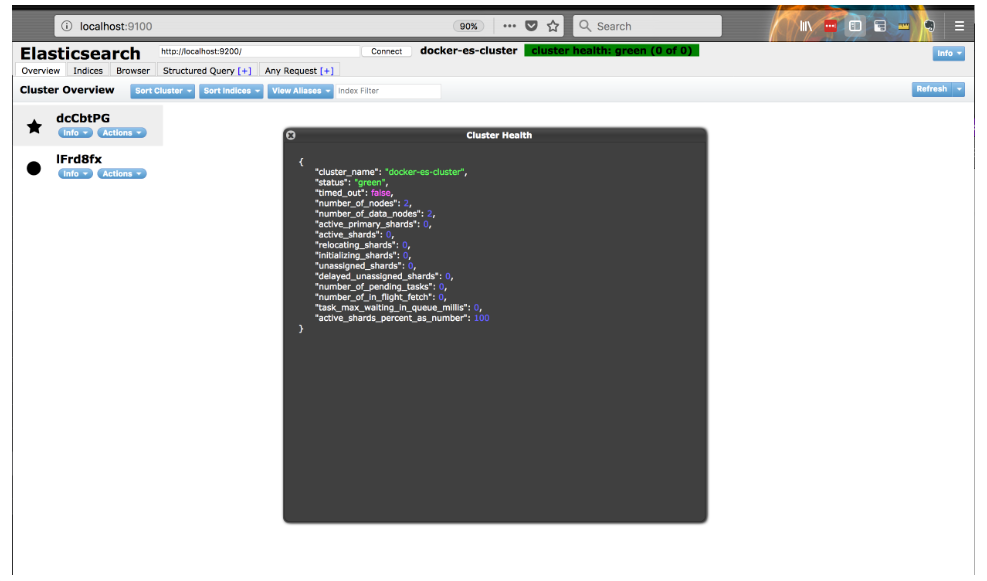 localhost:9100
90%
Search
Elasticsearch
http://localhost:9200/
Connect
docker-es-cluster
cluster health: green (0 of 0)
Info
Overview
Indices
Browser
Structured Query [+]
Any Request [+]
Cluster Overview
Sort Cluster
Sort Indices
View Aliases
Index Filter
Refresh
dcCbtPG
Info
Actions
lFrd8fx
Info
Actions
Cluster Health
{
"cluster_name": "docker-es-cluster",
"status": "green",
"timed_out": false,
"number_of_nodes": 2,
"number_of_data_nodes": 2,
"active_primary_shards": 0,
"active_shards": 0,
"relocating_shards": 0,
"initializing_shards": 0,
"unassigned_shards": 0,
"delayed_unassigned_shards": 0,
"number_of_pending_tasks": 0,
"number_of_in_flight_fetch": 0,
"task_max_waiting_in_queue_millis": 0,
"active_shards_percent_as_number": 100
}